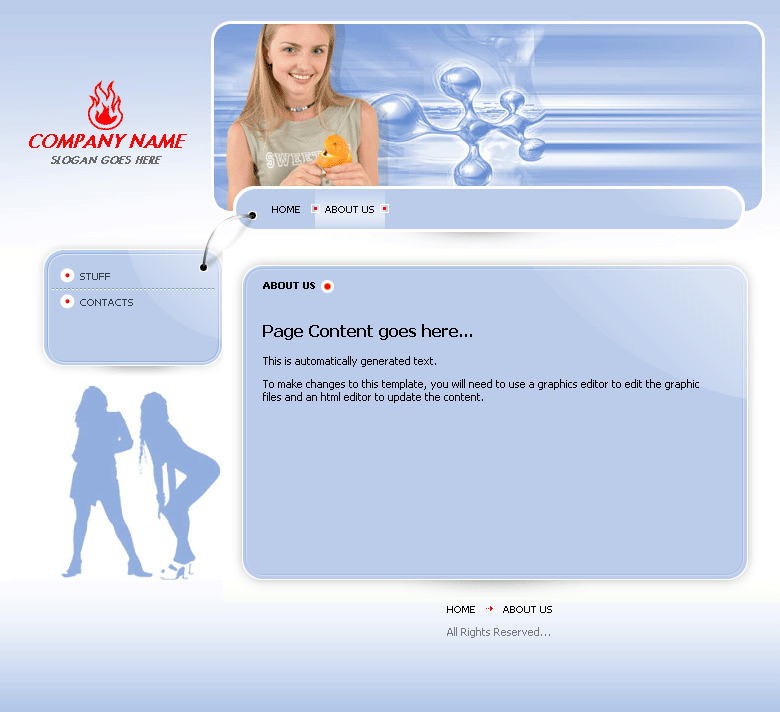 COMPANY NAME
SLOGAN GOES HERE
SWEET
HOME ABOUT US
STUFF
CONTACTS
ABOUT US
Page Content goes here...
This is automatically generated text.
To make changes to this template, you will need to use a graphics editor to edit the graphic
files and an html editor to update the content.
HOME ABOUT US
All Rights Reserved...